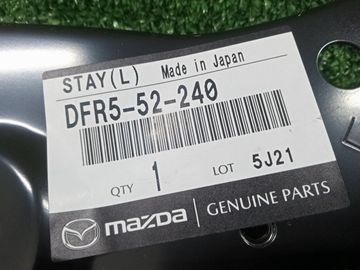 STAY(L) Made in Japan
DFR5-52-240
QTY 1 LOT 5J21
mazda GENUINE PARTS